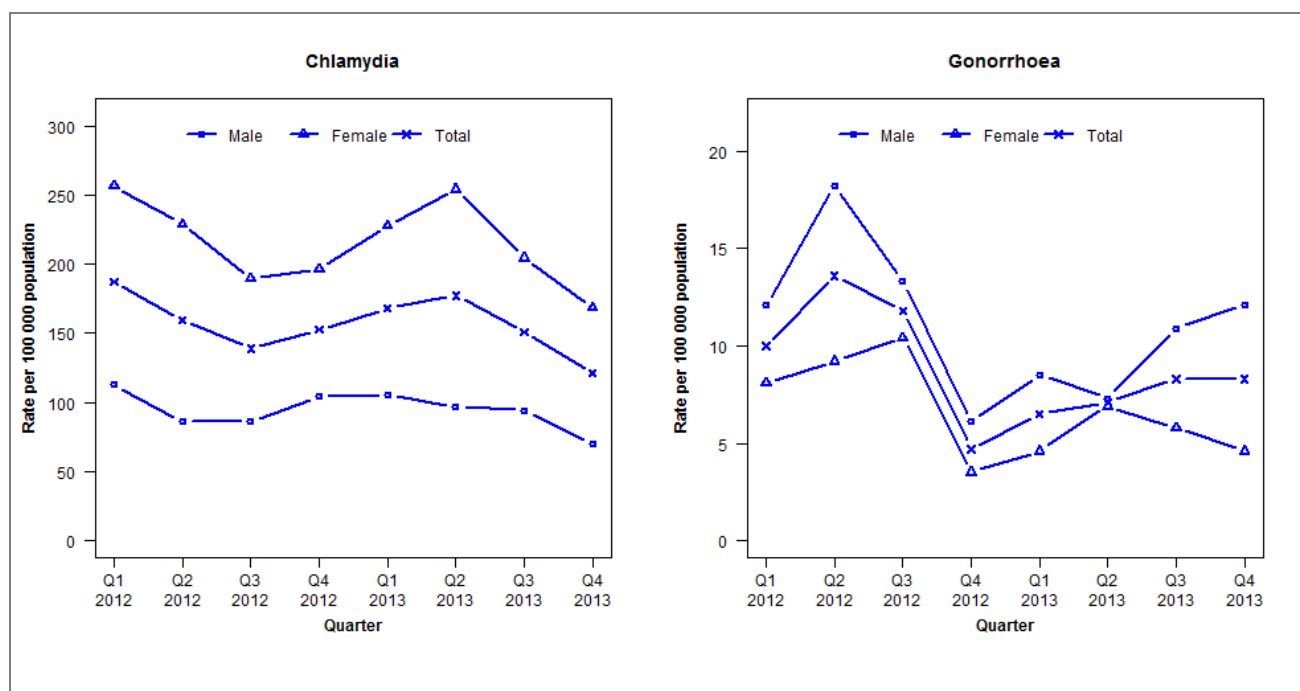 Chlamydia
Male Female Total
300
250
200
150
100
50
0
Rate per 100 000 population
Q1 Q2 Q3 Q4 Q1 Q2 Q3 Q4
2012 2012 2012 2012 2013 2013 2013 2013
Quarter
Gonorrhoea
Male Female Total
20
15
10
5
0
Rate per 100 000 population
Q1 Q2 Q3 Q4 Q1 Q2 Q3 Q4
2012 2012 2012 2012 2013 2013 2013 2013
Quarter